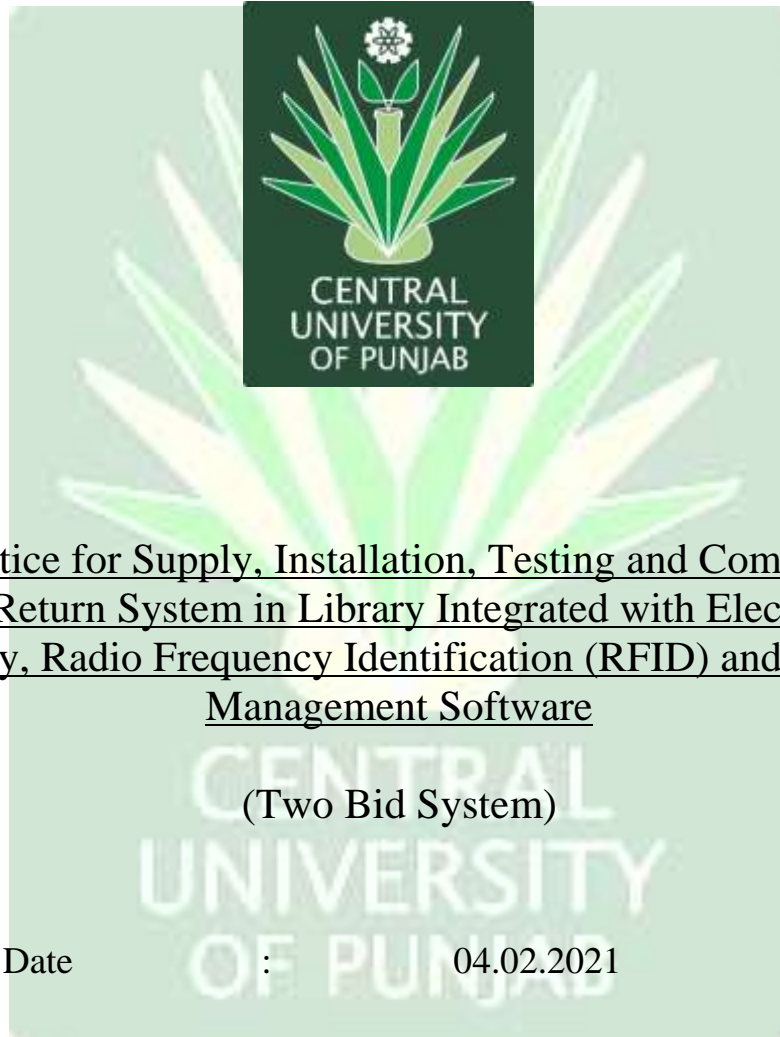 CENTRAL
UNIVERSITY
OF PUNJAB
tice for Supply, Installation, Testing and Com
Return System in Library Integrated with Elec
y, Radio Frequency Identification (RFID) and
Management Software
(Two Bid System)
CENTRAL
UNIVERSITY
OF PUNJAB
Date : 04.02.2021